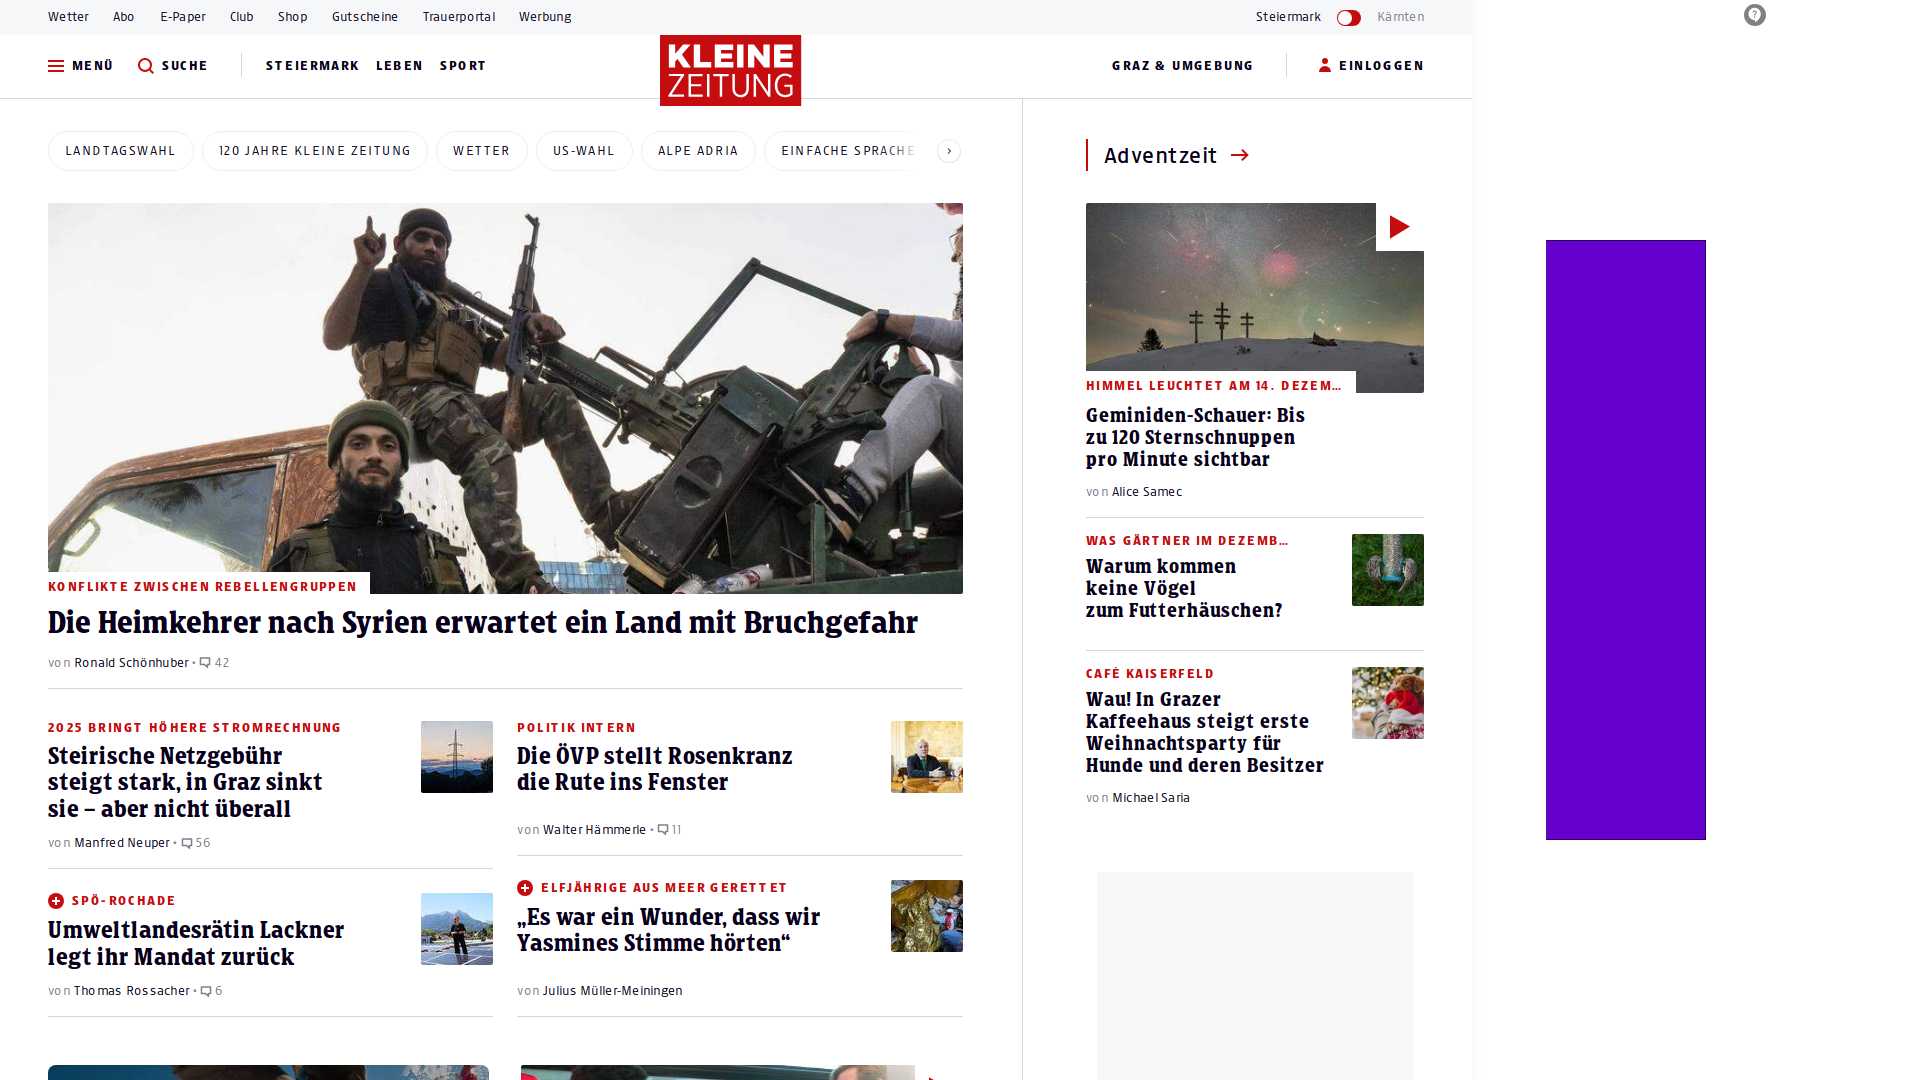 Wetter Abo E-Paper Club Shop Gutscheine Trauerportal Werbung Steiermark Kärnten
MENÜ SUCHE STEIERMARK LEBEN SPORT KLEINE ZEITUNG GRAZ & UMGEBUNG EINLOGGEN
LANDTAGSWAHL 120 JAHRE KLEINE ZEITUNG WETTER US-WAHL ALPE ADRIA EINFACHE SPRACHE
KONFLIKTE ZWISCHEN REBELLENGRUPPEN
Die Heimkehrer nach Syrien erwartet ein Land mit Bruchgefahr
von Ronald Schönhuber • 42
2025 BRINGT HÖHERE STROMRECHNUNG
Steirische Netzgebühr
steigt stark, in Graz sinkt
sie – aber nicht überall
von Manfred Neuper • 56
SPÖ-ROCHADE
Umweltlandesrätin Lackner
legt ihr Mandat zurück
von Thomas Rossacher • 6
POLITIK INTERN
Die ÖVP stellt Rosenkranz
die Rute ins Fenster
von Walter Hämmerle • 11
ELFJÄHRIGE AUS MEER GERETTET
„Es war ein Wunder, dass wir
Yasmines Stimme hörten“
von Julius Müller-Meiningen
Adventzeit
HIMMEL LEUCHTET AM 14. DEZEM…
Geminiden-Schauer: Bis
zu 120 Sternschnuppen
pro Minute sichtbar
von Alice Samec
WAS GÄRTNER IM DEZEMB…
Warum kommen
keine Vögel
zum Futterhäuschen?
CAFÉ KAISERFELD
Wau! In Grazer
Kaffeehaus steigt erste
Weihnachtsparty für
Hunde und deren Besitzer
von Michael Saria